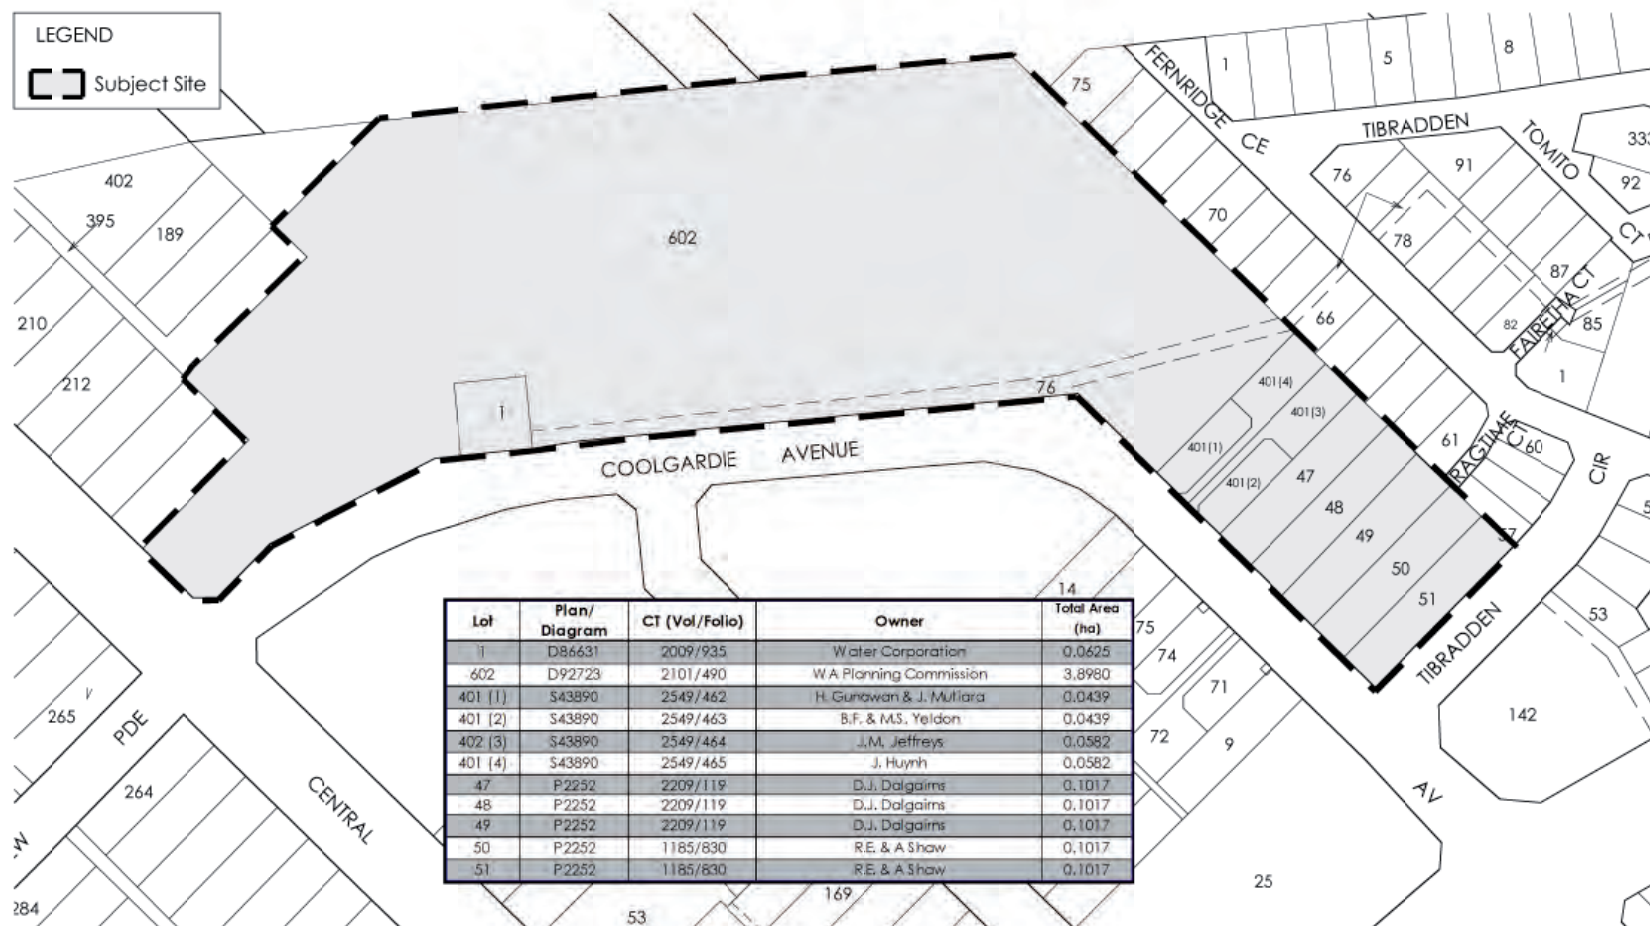 LEGEND
Subject Site
402
395
189
210
212
602
1
76
COOLGARDIE AVENUE
75
FERNRIDGE CE
70
66
61
1
5
8
TIBRADDEN
TOMITO
CT
333
92
76
91
78
87
82
85
FAIRETHA CT
1
RAGTIME CT
60
CIR
57
401(4)
401(3)
401(1)
401(2)
47
48
49
50
51
TIBRADDEN
53
142
14
75
74
71
72
9
AV
25
265
PDE
264
CENTRAL
284
53
169
Lot Plan/ Diagram CT (Vol/Folio) Owner Total Area (ha)
1 D86631 2009/935 Water Corporation 0.0625
602 D92723 2101/490 WA Planning Commission 3.8980
401 (1) S43890 2549/462 H. Gunawan & J. Mutiara 0.0439
401 (2) S43890 2549/463 B.F. & M.S. Yeldon 0.0439
402 (3) S43890 2549/464 J.M. Jeffreys 0.0582
401 (4) S43890 2549/465 J. Huynh 0.0582
47 P2252 2209/119 D.J. Dalgairns 0.1017
48 P2252 2209/119 D.J. Dalgairns 0.1017
49 P2252 2209/119 D.J. Dalgairns 0.1017
50 P2252 1185/830 R.E. & A Shaw 0.1017
51 P2252 1185/830 R.E. & A Shaw 0.1017